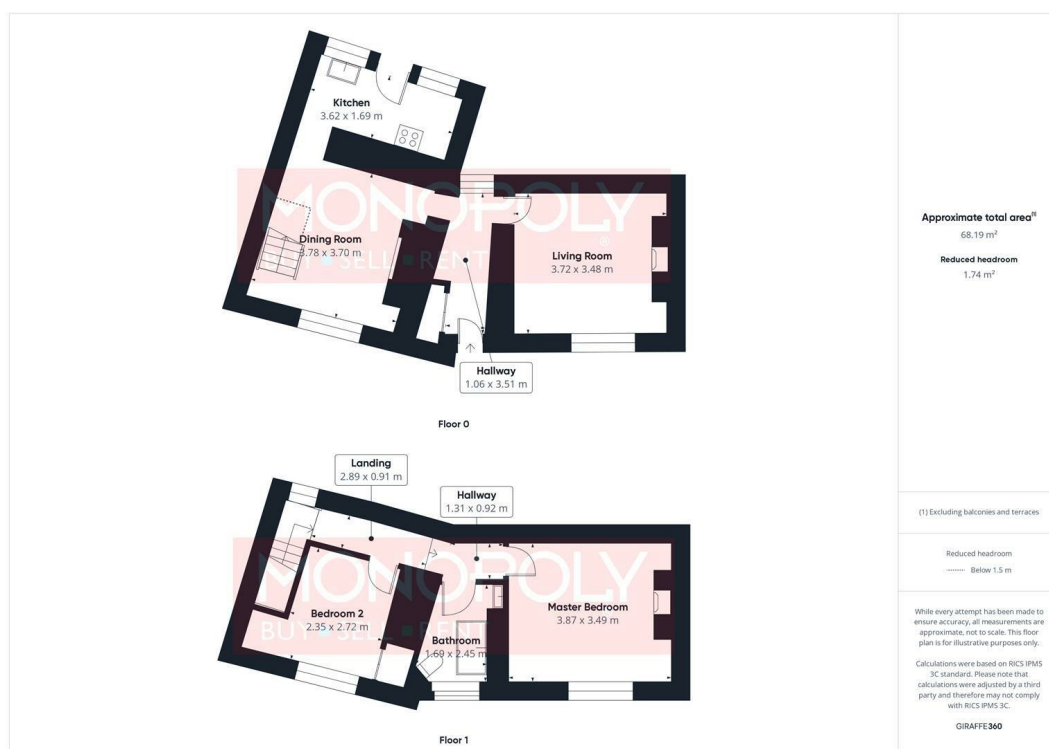 Kitchen
3.62 x 1.69 m
MONOPOLY
®
BUY ■ SELL ■ RENT
Dining Room
3.78 x 3.70 m
Living Room
3.72 x 3.48 m
Hallway
1.06 x 3.51 m
Floor 0
Landing
2.89 x 0.91 m
Hallway
1.31 x 0.92 m
MONOPOLY
BUY ■ SELL ■ RENT
Bedroom 2
2.35 x 2.72 m
Master Bedroom
3.87 x 3.49 m
Bathroom
1.69 x 2.45 m
Floor 1
Approximate total area(1)
68.19 m²
Reduced headroom
1.74 m²
(1) Excluding balconies and terraces
Reduced headroom
Below 1.5 m
While every attempt has been made to
ensure accuracy, all measurements are
approximate, not to scale. This floor
plan is for illustrative purposes only.
Calculations were based on RICS IPMS
3C standard. Please note that
calculations were adjusted by a third
party and therefore may not comply
with RICS IPMS 3C.
GIRAFFE360